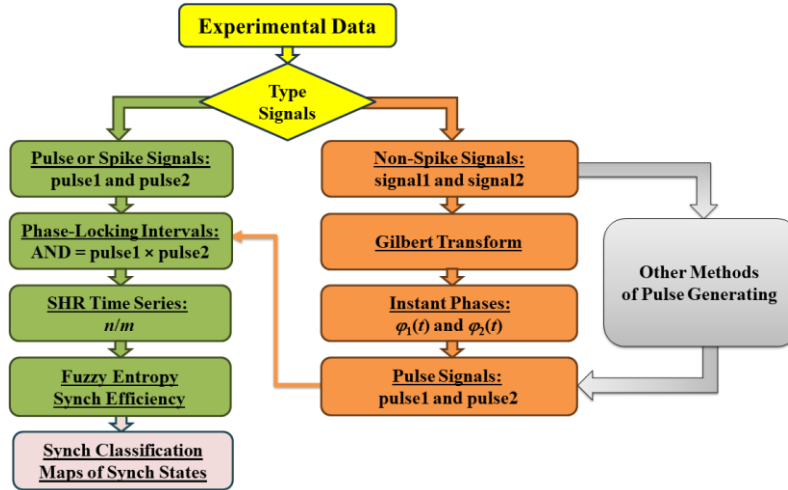 Experimental Data
Type
Signals
Pulse or Spike Signals:
pulse1 and pulse2
Phase-Locking Intervals:
AND = pulse1 × pulse2
SHR Time Series:
n/m
Fuzzy Entropy
Synch Efficiency
Synch Classification
Maps of Synch States
Non-Spike Signals:
signal1 and signal2
Gilbert Transform
Instant Phases:
φ₁(t) and φ₂(t)
Pulse Signals:
pulse1 and pulse2
Other Methods
of Pulse Generating